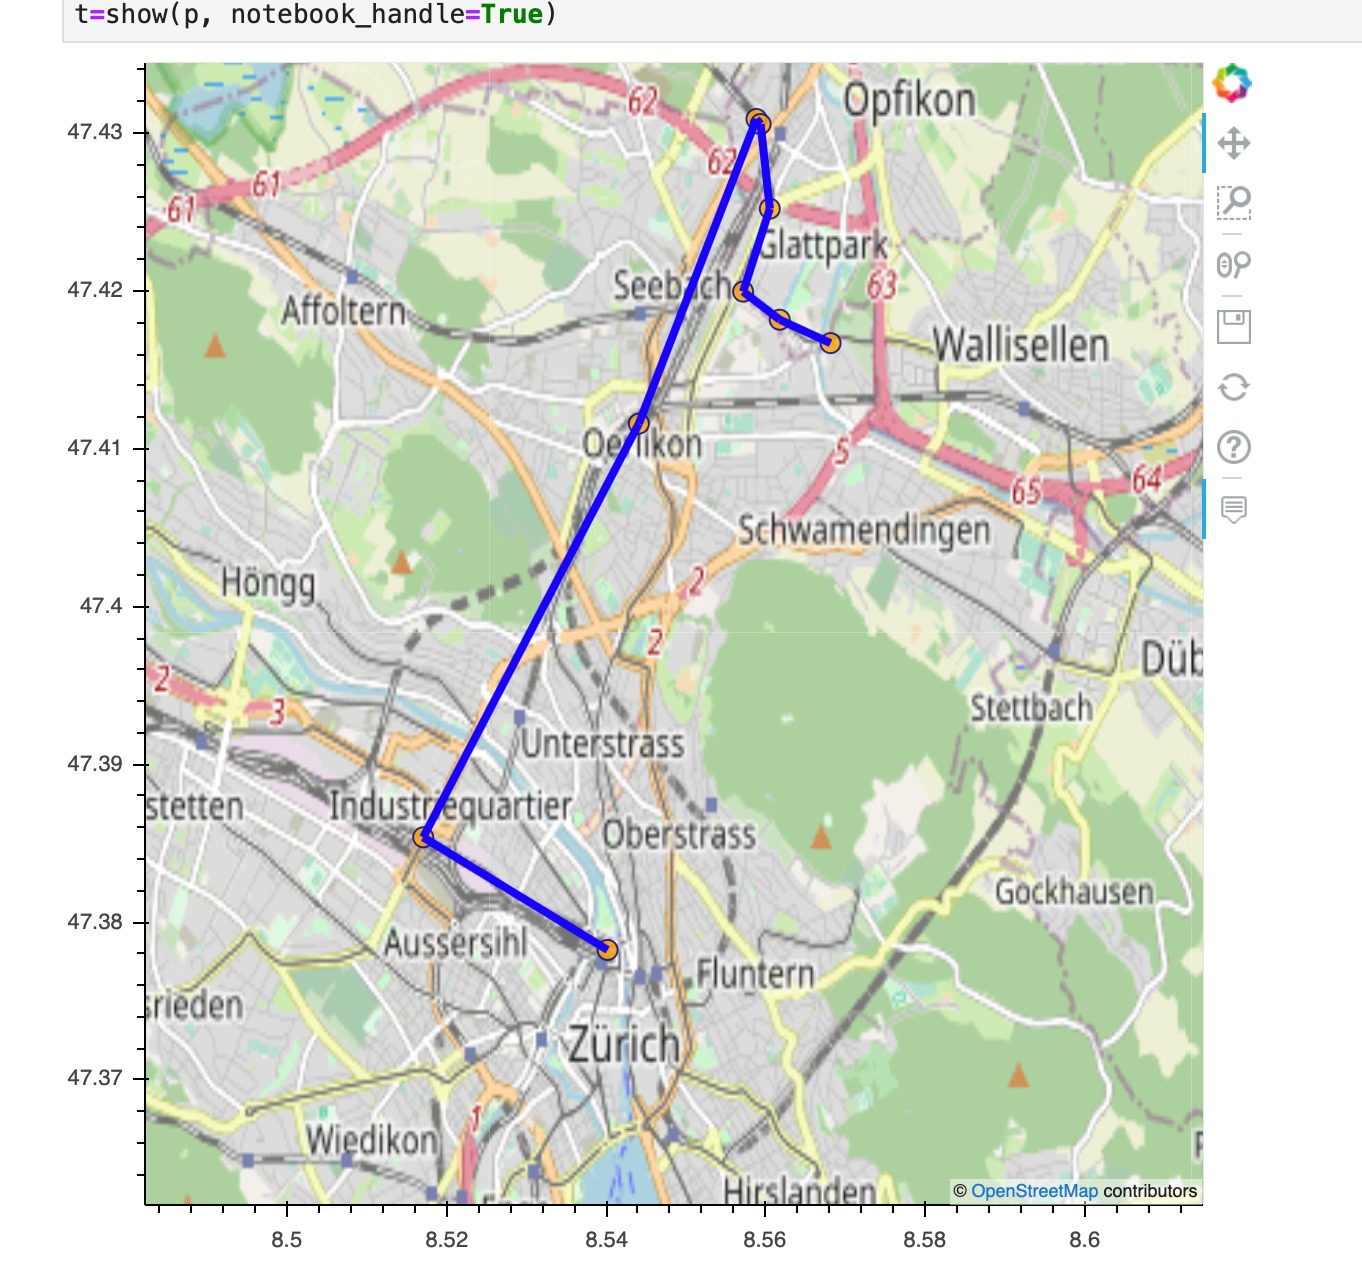 t=show(p, notebook_handle=True)
Opfikon
62
47.43
62
61
61
Glattpark
Seebach
63
47.42
Affoltern
Wallisellen
47.41
Oerlikon
5
64
65
Schwamendingen
Höngg
2
47.4
2
Düb
2
3
Stettbach
Unterstrass
47.39
stetten
Industriequartier
Oberstrass
Gockhausen
47.38
Aussersihl
Fluntern
srieden
Zürich
47.37
1
Wiedikon
Hirslanden
© OpenStreetMap contributors
8.5 8.52 8.54 8.56 8.58 8.6